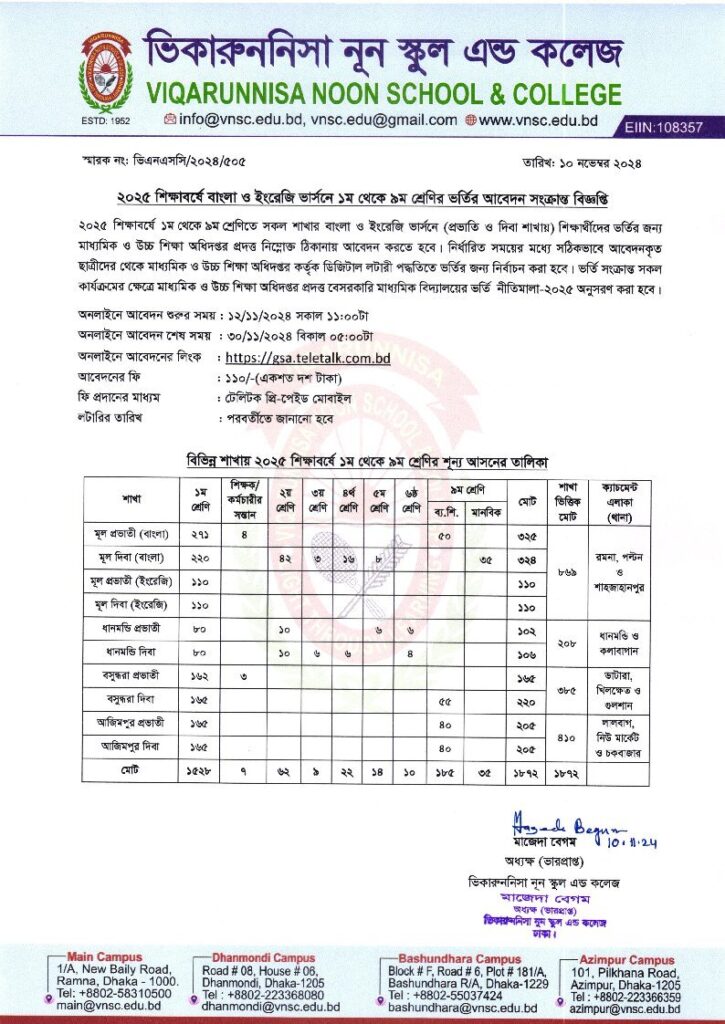 ভিকারুননিসা নূন স্কুল এন্ড কলেজ
VIQARUNNISA NOON SCHOOL & COLLEGE
ESTD: 1952
info@vnsc.edu.bd, vnsc.edu@gmail.com www.vnsc.edu.bd
EIIN:108357
স্মারক নং: ভিএনএসসি/২০২৪/৫০৫ তারিখ: ১০ নভেম্বর ২০২৪
২০২৫ শিক্ষাবর্ষে বাংলা ও ইংরেজি ভার্সনে ১ম থেকে ৯ম শ্রেণির ভর্তির আবেদন সংক্রান্ত বিজ্ঞপ্তি
২০২৫ শিক্ষাবর্ষে ১ম থেকে ৯ম শ্রেণিতে সকল শাখার বাংলা ও ইংরেজি ভার্সনে (প্রভাতি ও দিবা শাখায়) শিক্ষার্থীদের ভর্তির জন্য
মাধ্যমিক ও উচ্চ শিক্ষা অধিদপ্তর প্রদত্ত নিম্নোক্ত ঠিকানায় আবেদন করতে হবে। নির্ধারিত সময়ের মধ্যে সঠিকভাবে আবেদনকৃত
ছাত্রীদের থেকে মাধ্যমিক ও উচ্চ শিক্ষা অধিদপ্তর কর্তৃক ডিজিটাল লটারী পদ্ধতিতে ভর্তির জন্য নির্বাচন করা হবে। ভর্তি সংক্রান্ত সকল
কার্যক্রমের ক্ষেত্রে মাধ্যমিক ও উচ্চ শিক্ষা অধিদপ্তর প্রদত্ত বেসরকারি মাধ্যমিক বিদ্যালয়ের ভর্তি নীতিমালা-২০২৫ অনুসরণ করা হবে।
অনলাইনে আবেদন শুরুর সময় : ১২/১১/২০২৪ সকাল ১১:০০টা
অনলাইনে আবেদন শেষ সময় : ৩০/১১/২০২৪ বিকাল ০৫:০০টা
অনলাইনে আবেদনের লিংক : https://gsa.teletalk.com.bd
আবেদনের ফি : ১১০/-(একশত দশ টাকা)
ফি প্রদানের মাধ্যম : টেলিটক প্রি-পেইড মোবাইল
লটারির তারিখ : পরবর্তীতে জানানো হবে
বিভিন্ন শাখায় ২০২৫ শিক্ষাবর্ষে ১ম থেকে ৯ম শ্রেণির শূন্য আসনের তালিকা
শাখা ১ম শ্রেণি শিক্ষক/কর্মচারীর সন্তান ২য় শ্রেণি ৩য় শ্রেণি ৪র্থ শ্রেণি ৫ম শ্রেণি ৬ষ্ঠ শ্রেণি ৯ম শ্রেণি মোট শাখা ভিত্তিক মোট ক্যাচমেন্ট এলাকা (থানা)
ব্য.শি. মানবিক
মূল প্রভাতী (বাংলা) ২৭১ ৪ ৫০ ৩২৫
মূল দিবা (বাংলা) ২২০ ৪২ ৩ ১৬ ৮ ৩৫ ৩২৪
মূল প্রভাতী (ইংরেজি) ১১০ ১১০
মূল দিবা (ইংরেজি) ১১০ ১১০
৮৬৯ রমনা, পল্টন ও শাহজাহানপুর
ধানমন্ডি প্রভাতী ৮০ ১০ ৬ ৬ ১০২
ধানমন্ডি দিবা ৮০ ১০ ৬ ৬ ৪ ১০৬
২০৮ ধানমন্ডি ও কলাবাগান
বসুন্ধরা প্রভাতী ১৬২ ৩ ১৬৫
বসুন্ধরা দিবা ১৬৫ ৫৫ ২২০
৩৮৫ ভাটারা, খিলক্ষেত ও গুলশান
আজিমপুর প্রভাতী ১৬৫ ৪০ ২০৫
আজিমপুর দিবা ১৬৫ ৪০ ২০৫
৪১০ লালবাগ, নিউ মার্কেট ও চকবাজার
মোট ১৫২৮ ৭ ৬২ ৯ ২২ ১৪ ১০ ১৮৫ ৩৫ ১৮৭২ ১৮৭২
10.11.24
মাজেদা বেগম
অধ্যক্ষ (ভারপ্রাপ্ত)
ভিকারুননিসা নূন স্কুল এন্ড কলেজ
মাজেদা বেগম
অধ্যক্ষ (ভারপ্রাপ্ত)
ভিকারুননিসা নূন স্কুল এন্ড কলেজ
ঢাকা।
Main Campus
1/A, New Baily Road,
Ramna, Dhaka - 1000.
Tel: +8802-58310500
main@vnsc.edu.bd
Dhanmondi Campus
Road # 08, House # 06,
Dhanmondi, Dhaka-1205
Tel : +8802-223368080
dhanmondi@vnsc.edu.bd
Bashundhara Campus
Block # F, Road # 6, Plot # 181/A,
Bashundhara R/A, Dhaka-1229
Tel : +8802-55037424
bashundhara@vnsc.edu.bd
Azimpur Campus
101, Pilkhana Road,
Azimpur, Dhaka-1205
Tel : +8802-223366359
azimpur@vnsc.edu.bd